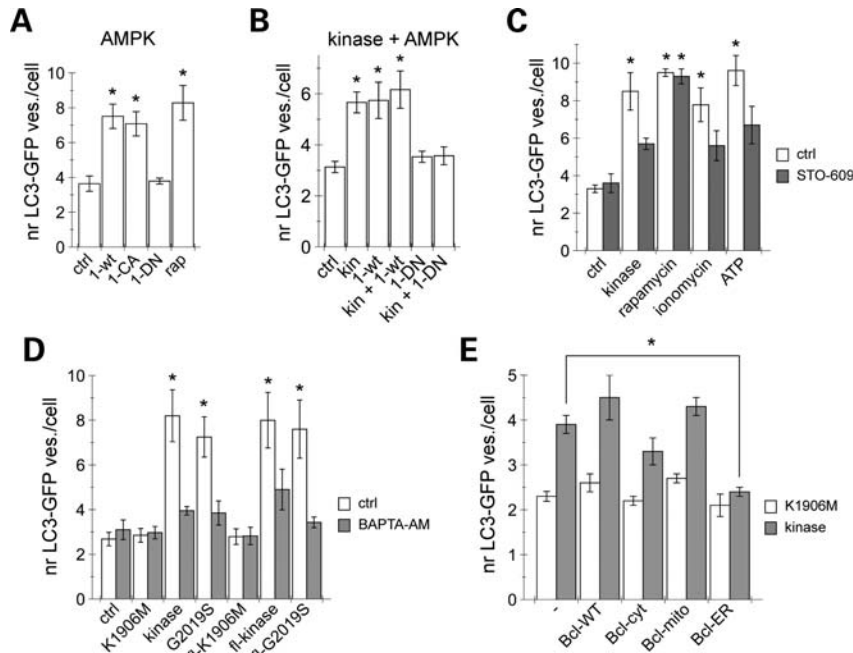 A
AMPK
nr LC3-GFP ves./cell
10
8
6
4
2
0
*
*
*
ctrl
1-wt
1-CA
1-DN
rap
B
kinase + AMPK
nr LC3-GFP ves./cell
8
6
4
2
0
*
*
*
ctrl
kin
1-wt
kin + 1-wt
1-DN
kin + 1-DN
C
nr LC3-GFP ves./cell
10
8
6
4
2
0
*
*
*
*
*
ctrl
kinase
rapamycin
ionomycin
ATP
ctrl
STO-609
D
nr LC3-GFP ves./cell
10
8
6
4
2
0
*
*
*
*
ctrl
K1906M
kinase
G2019S
fl-kinase
ctrl
BAPTA-AM
E
nr LC3-GFP ves./cell
5
4
3
2
1
0
*
-
Bcl-WT
Bcl-cyt
Bcl-mito
Bcl-ER
K1906M
kinase